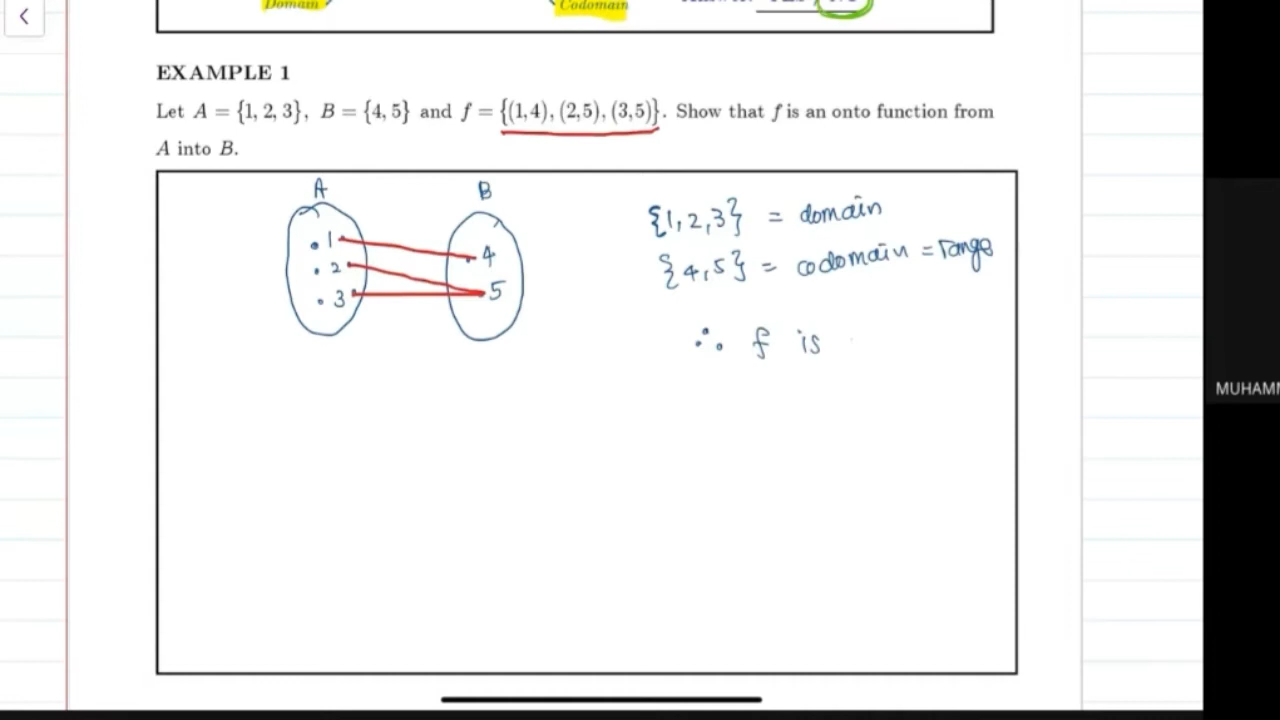 Domain
Codomain
EXAMPLE 1
Let A = {1, 2, 3}, B = {4, 5} and f = {(1,4), (2,5), (3,5)}. Show that f is an onto function from
A into B.
A B
1 4
2 5
3
{1,2,3} = domain
{4,5} = codomain = range
∴ f is
MUHAMM